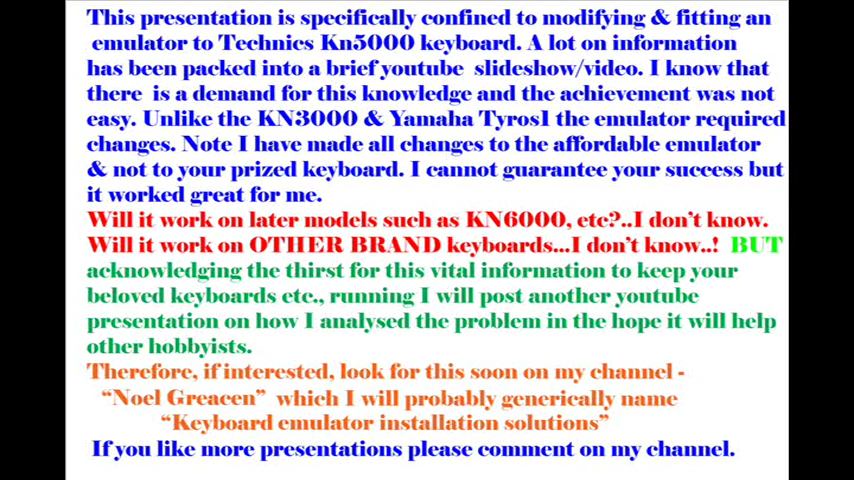 This presentation is specifically confined to modifying & fitting an
emulator to Technics Kn5000 keyboard. A lot on information
has been packed into a brief youtube slideshow/video. I know that
there is a demand for this knowledge and the achievement was not
easy. Unlike the KN3000 & Yamaha Tyros1 the emulator required
changes. Note I have made all changes to the affordable emulator
& not to your prized keyboard. I cannot guarantee your success but
it worked great for me.
Will it work on later models such as KN6000, etc?..I don't know.
Will it work on OTHER BRAND keyboards...I don't know..! BUT
acknowledging the thirst for this vital information to keep your
beloved keyboards etc., running I will post another youtube
presentation on how I analysed the problem in the hope it will help
other hobbyists.
Therefore, if interested, look for this soon on my channel -
“Noel Greacen” which I will probably generically name
“Keyboard emulator installation solutions”
If you like more presentations please comment on my channel.